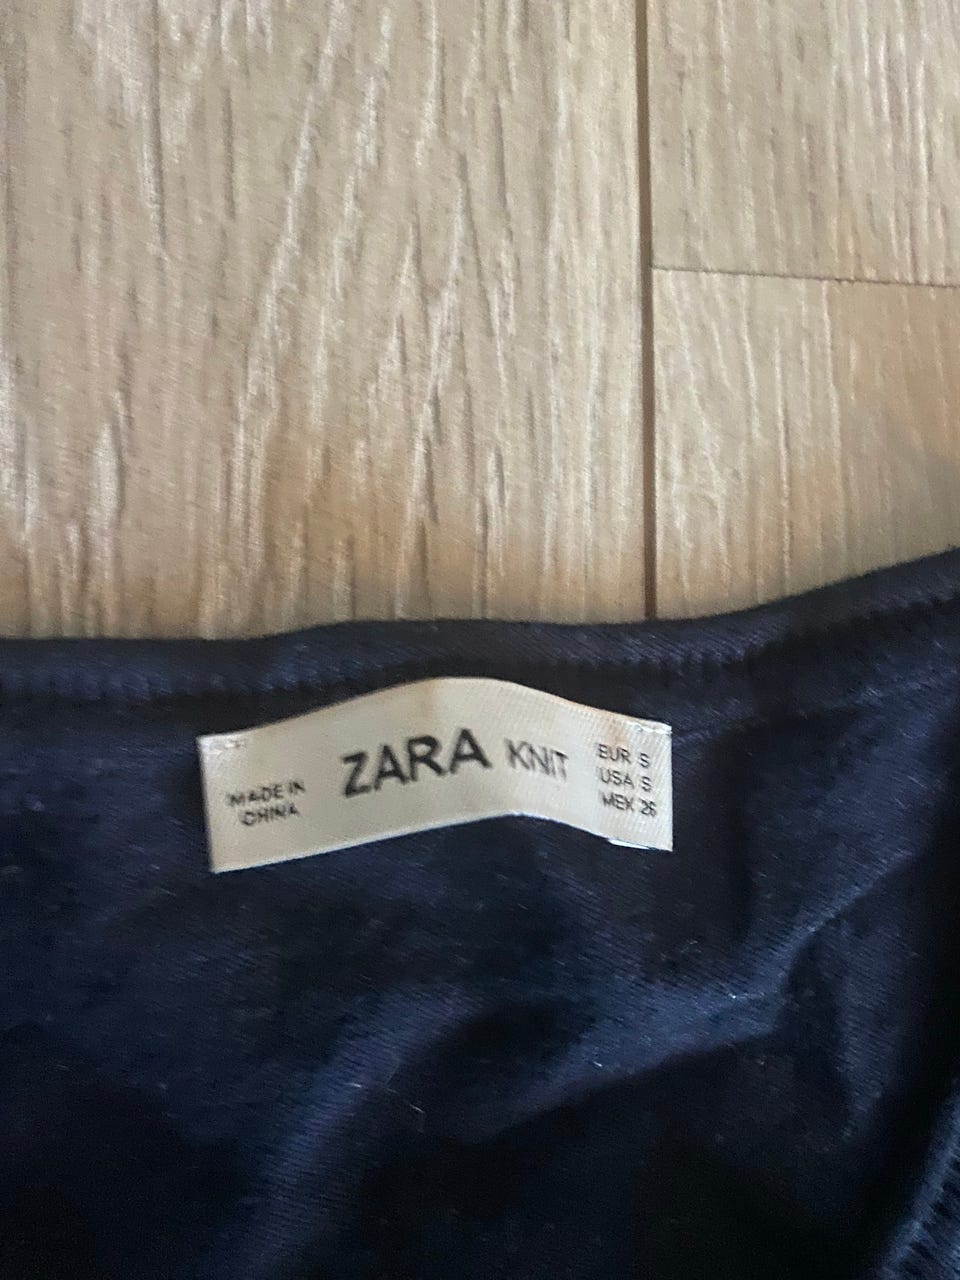 MADE IN
CHINA
ZARA KNIT
EUR S
USA S
MEX 26